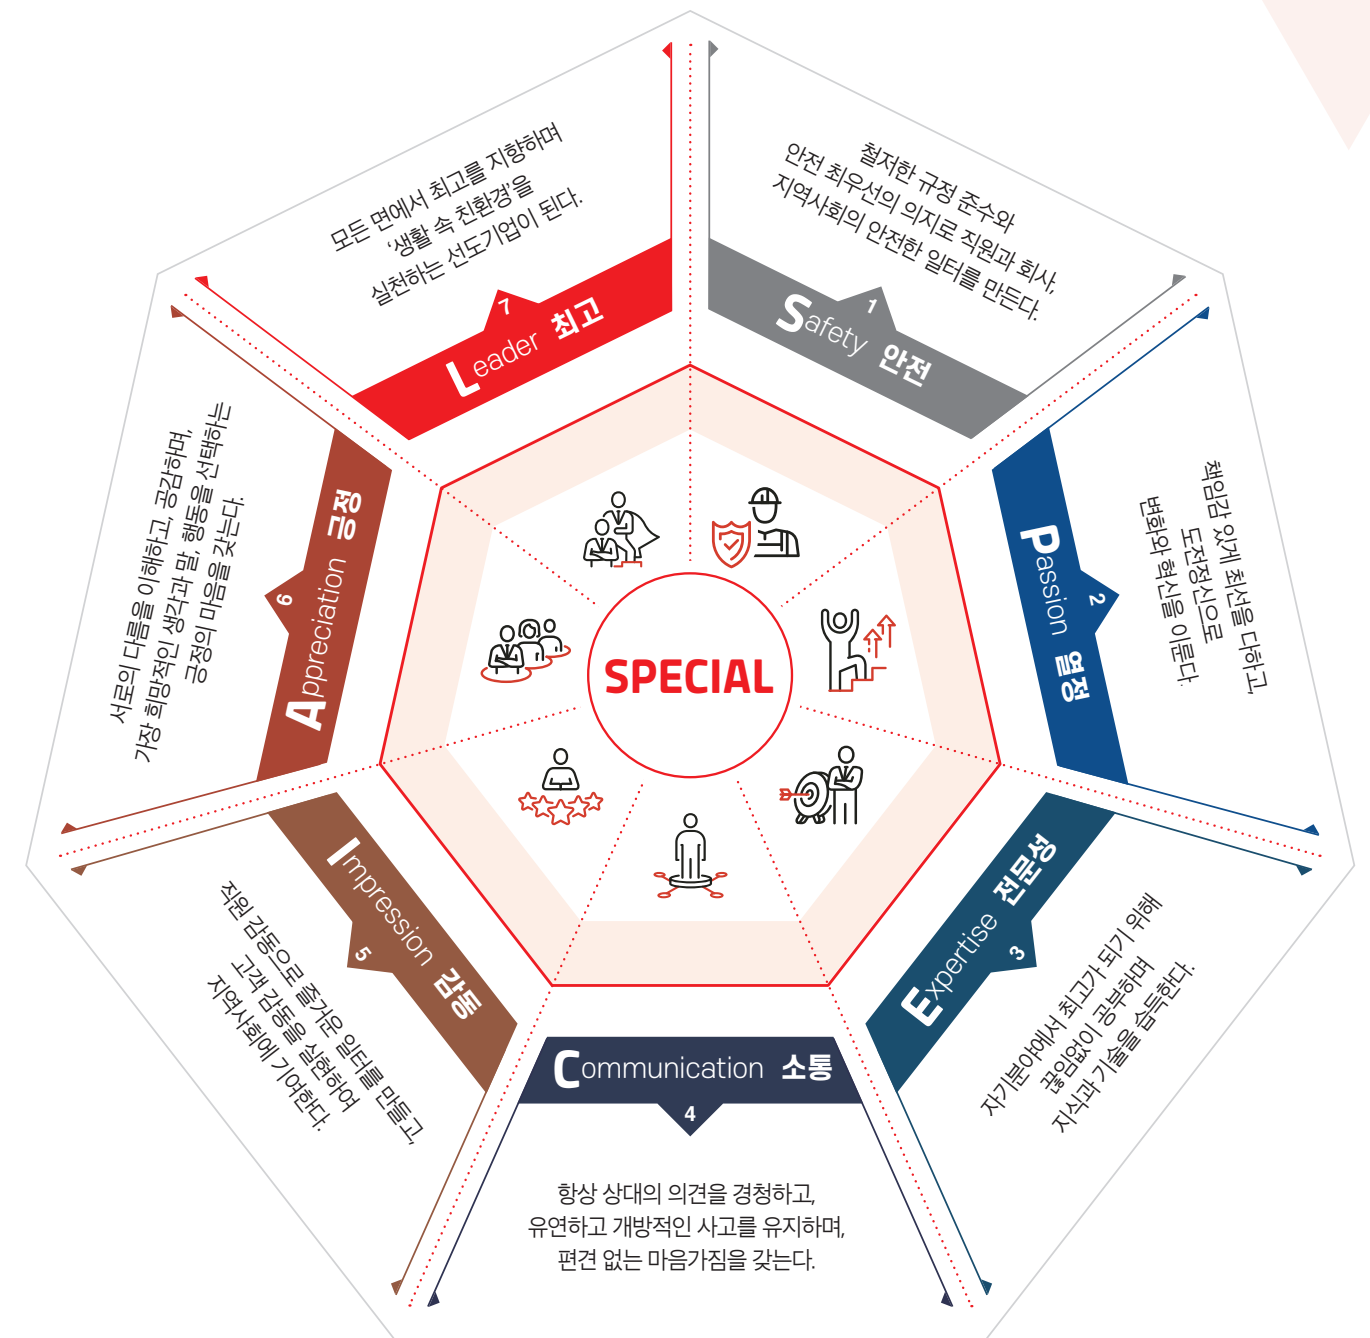 SPECIAL
1
Safety 안전
철저한 규정 준수와
안전 최우선의 의지로 직원과 회사,
지역사회의 안전한 일터를 만든다.
2
Passion 열정
책임감 있게 최선을 다하고,
도전정신으로
변화와 혁신을 이룬다.
3
Expertise 전문성
자기분야에서 최고가 되기 위해
끊임없이 공부하며
지식과 기술을 습득한다.
Communication 소통
4
항상 상대의 의견을 경청하고,
유연하고 개방적인 사고를 유지하며,
편견 없는 마음가짐을 갖는다.
5
Impression 감동
직원 감동으로 즐거운 일터를 만들고,
고객 감동을 실현하여
지역사회에 기여한다.
6
Appreciation 긍정
서로의 다름을 이해하고, 공감하며,
가장 희망적인 생각과 말, 행동을 선택하는
긍정의 마음을 갖는다.
7
Leader 최고
모든 면에서 최고를 지향하며
‘생활 속 친환경’을
실천하는 선도기업이 된다.